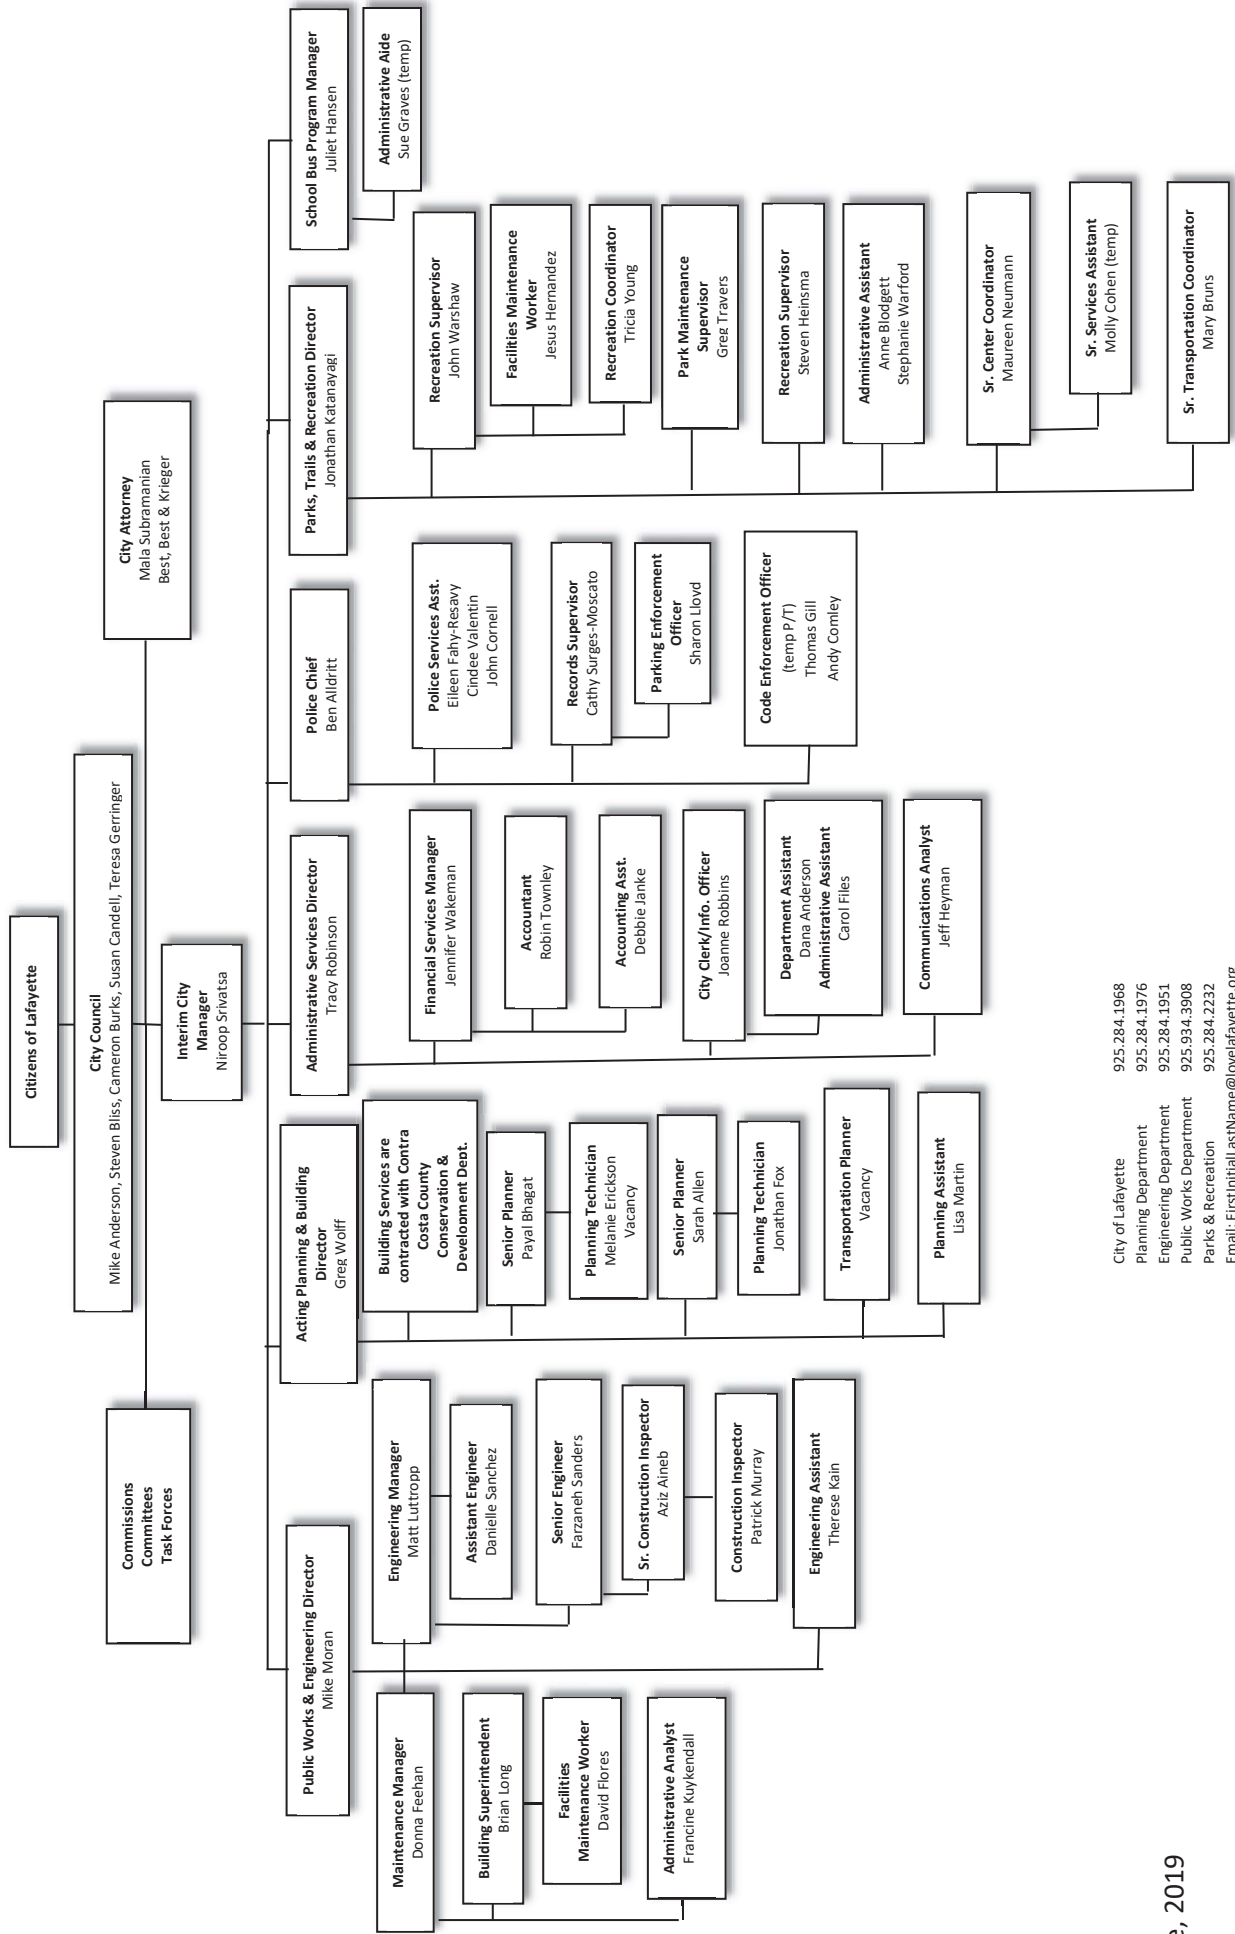 Citizens of Lafayette
City Council
Mike Anderson, Steven Bliss, Cameron Burks, Susan Candell, Teresa Gerringer
Commissions
Committees
Task Forces
City Attorney
Mala Subramanian
Best, Best & Krieger
Interim City
Manager
Niroop Srivatsa
Public Works & Engineering Director
Mike Moran
Maintenance Manager
Donna Feehan
Building Superintendent
Brian Long
Facilities
Maintenance Worker
David Flores
Administrative Analyst
Francine Kuykendall
Engineering Manager
Matt Luttropp
Assistant Engineer
Danielle Sanchez
Senior Engineer
Farzaneh Sanders
Sr. Construction Inspector
Aziz Aineb
Construction Inspector
Patrick Murray
Engineering Assistant
Therese Kain
Acting Planning & Building
Director
Greg Wolff
Building Services are
contracted with Contra
Costa County
Conservation &
Development Dept.
Senior Planner
Payal Bhagat
Planning Technician
Melanie Erickson
Vacancy
Senior Planner
Sarah Allen
Planning Technician
Jonathan Fox
Transportation Planner
Vacancy
Planning Assistant
Lisa Martin
Administrative Services Director
Tracy Robinson
Financial Services Manager
Jennifer Wakeman
Accountant
Robin Townley
Accounting Asst.
Debbie Janke
City Clerk/Info. Officer
Joanne Robbins
Department Assistant
Dana Anderson
Administrative Assistant
Carol Files
Communications Analyst
Jeff Heyman
Police Chief
Ben Alldritt
Police Services Asst.
Eileen Fahy-Resavy
Cindee Valentin
John Cornell
Records Supervisor
Cathy Surges-Moscato
Parking Enforcement
Officer
Sharon Lloyd
Code Enforcement Officer
(temp P/T)
Thomas Gill
Andy Comley
Parks, Trails & Recreation Director
Jonathan Katanayagi
Recreation Supervisor
John Warshaw
Facilities Maintenance
Worker
Jesus Hernandez
Recreation Coordinator
Tricia Young
Park Maintenance
Supervisor
Greg Travers
Recreation Supervisor
Steven Heinsma
Administrative Assistant
Anne Blodgett
Stephanie Warford
Sr. Center Coordinator
Maureen Neumann
Sr. Services Assistant
Molly Cohen (temp)
Sr. Transportation Coordinator
Mary Bruns
School Bus Program Manager
Juliet Hansen
Administrative Aide
Sue Graves (temp)
City of Lafayette 925.284.1968
Planning Department 925.284.1976
Engineering Department 925.284.1951
Public Works Department 925.934.3908
Parks & Recreation 925.284.2232
Email: FirstInitialLastName@lovelafayette.org
, 2019